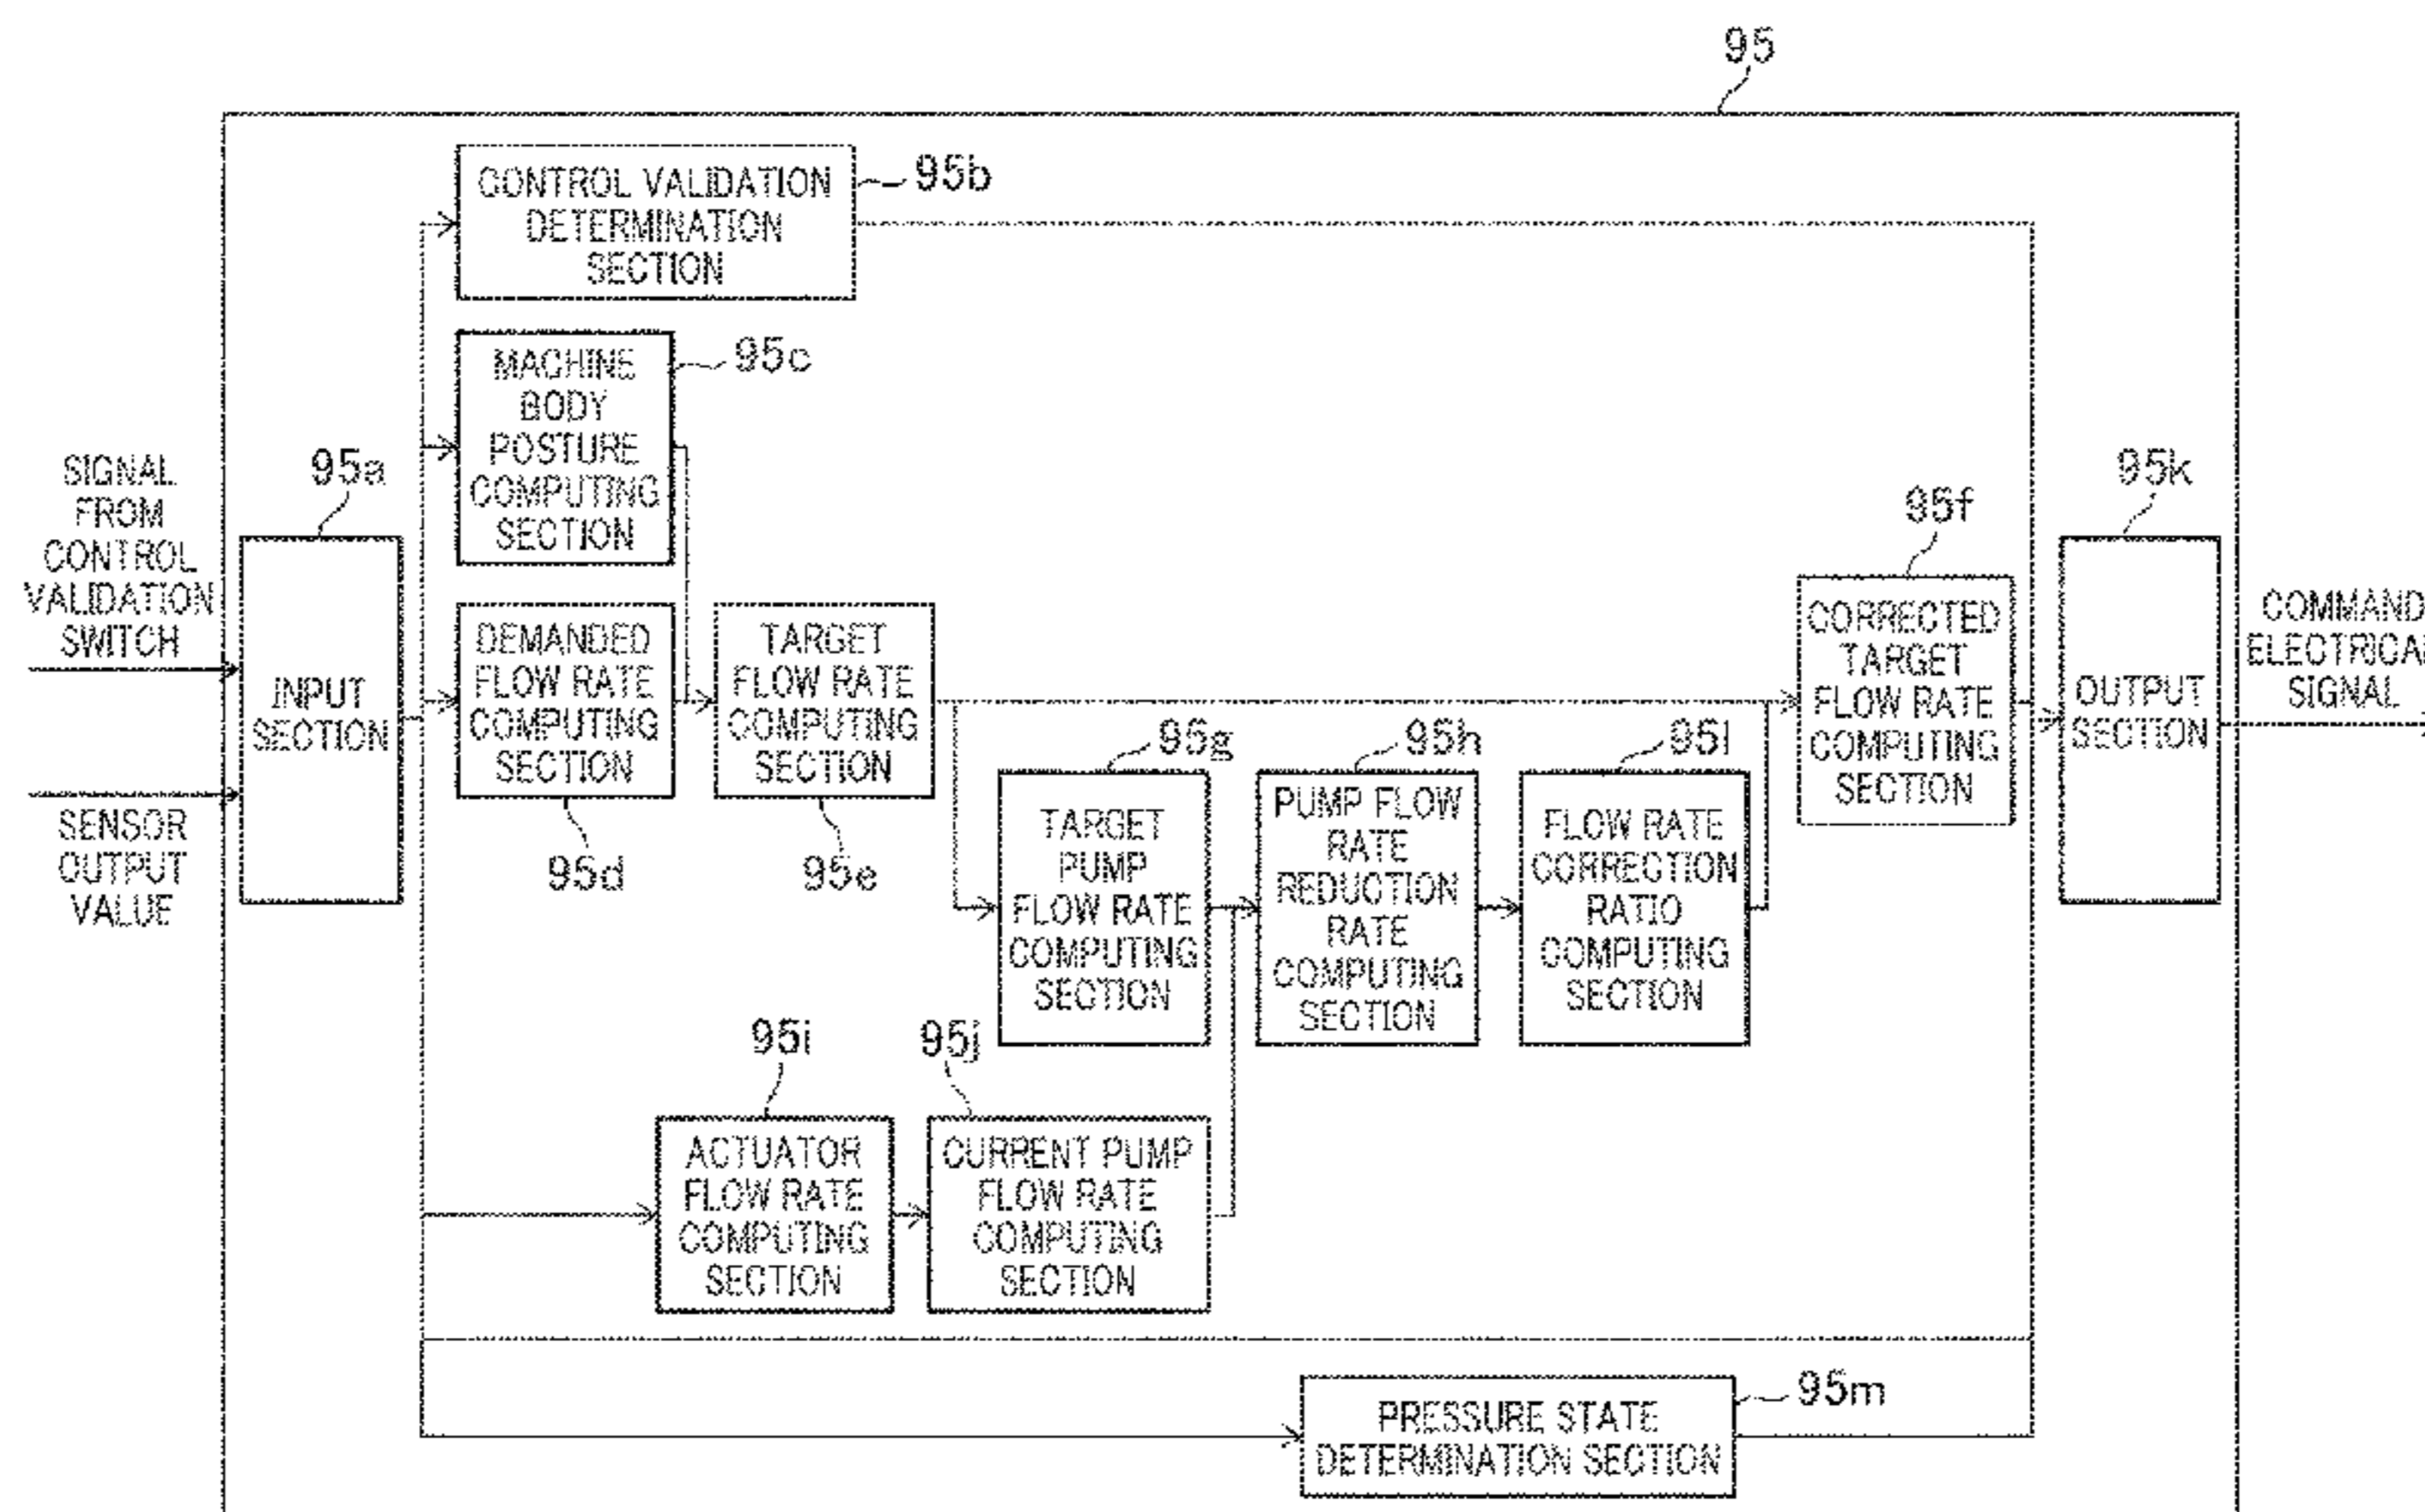 95
CONTROL VALIDATION
DETERMINATION
SECTION
95b
MACHINE
BODY
POSTURE
COMPUTING
SECTION
95c
SIGNAL
FROM
CONTROL
VALIDATION
SWITCH
95a
INPUT
SECTION
SENSOR
OUTPUT
VALUE
DEMANDED
FLOW RATE
COMPUTING
SECTION
95d
TARGET
FLOW RATE
COMPUTING
SECTION
95e
95g
TARGET
PUMP
FLOW RATE
COMPUTING
SECTION
95h
PUMP FLOW
RATE
REDUCTION
RATE
COMPUTING
SECTION
95l
FLOW RATE
CORRECTION
RATIO
COMPUTING
SECTION
95f
CORRECTED
TARGET
FLOW RATE
COMPUTING
SECTION
95k
OUTPUT
SECTION
COMMAND
ELECTRICAL
SIGNAL
95i
ACTUATOR
FLOW RATE
COMPUTING
SECTION
95j
CURRENT PUMP
FLOW RATE
COMPUTING
SECTION
PRESSURE STATE
DETERMINATION SECTION
95m